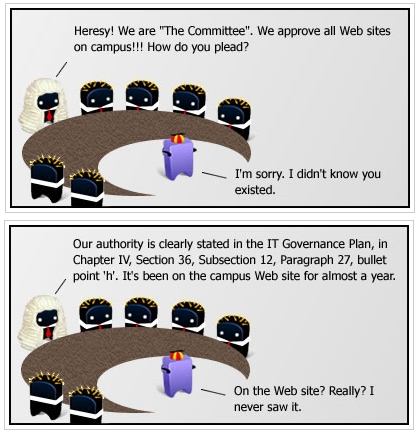 Heresy! We are "The Committee". We approve all Web sites
on campus!!! How do you plead?
I'm sorry. I didn't know you
existed.
Our authority is clearly stated in the IT Governance Plan, in
Chapter IV, Section 36, Subsection 12, Paragraph 27, bullet
point 'h'. It's been on the campus Web site for almost a year.
On the Web site? Really? I
never saw it.